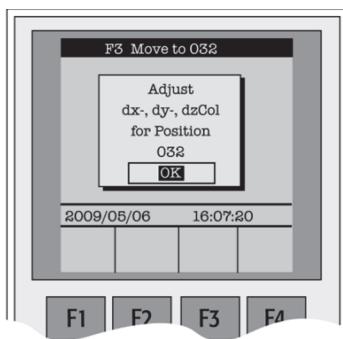 F3 Move to 032
Adjust
dx-, dy-, dzCol
for Position
032
OK
2009/05/06 16:07:20
F1 F2 F3 F4